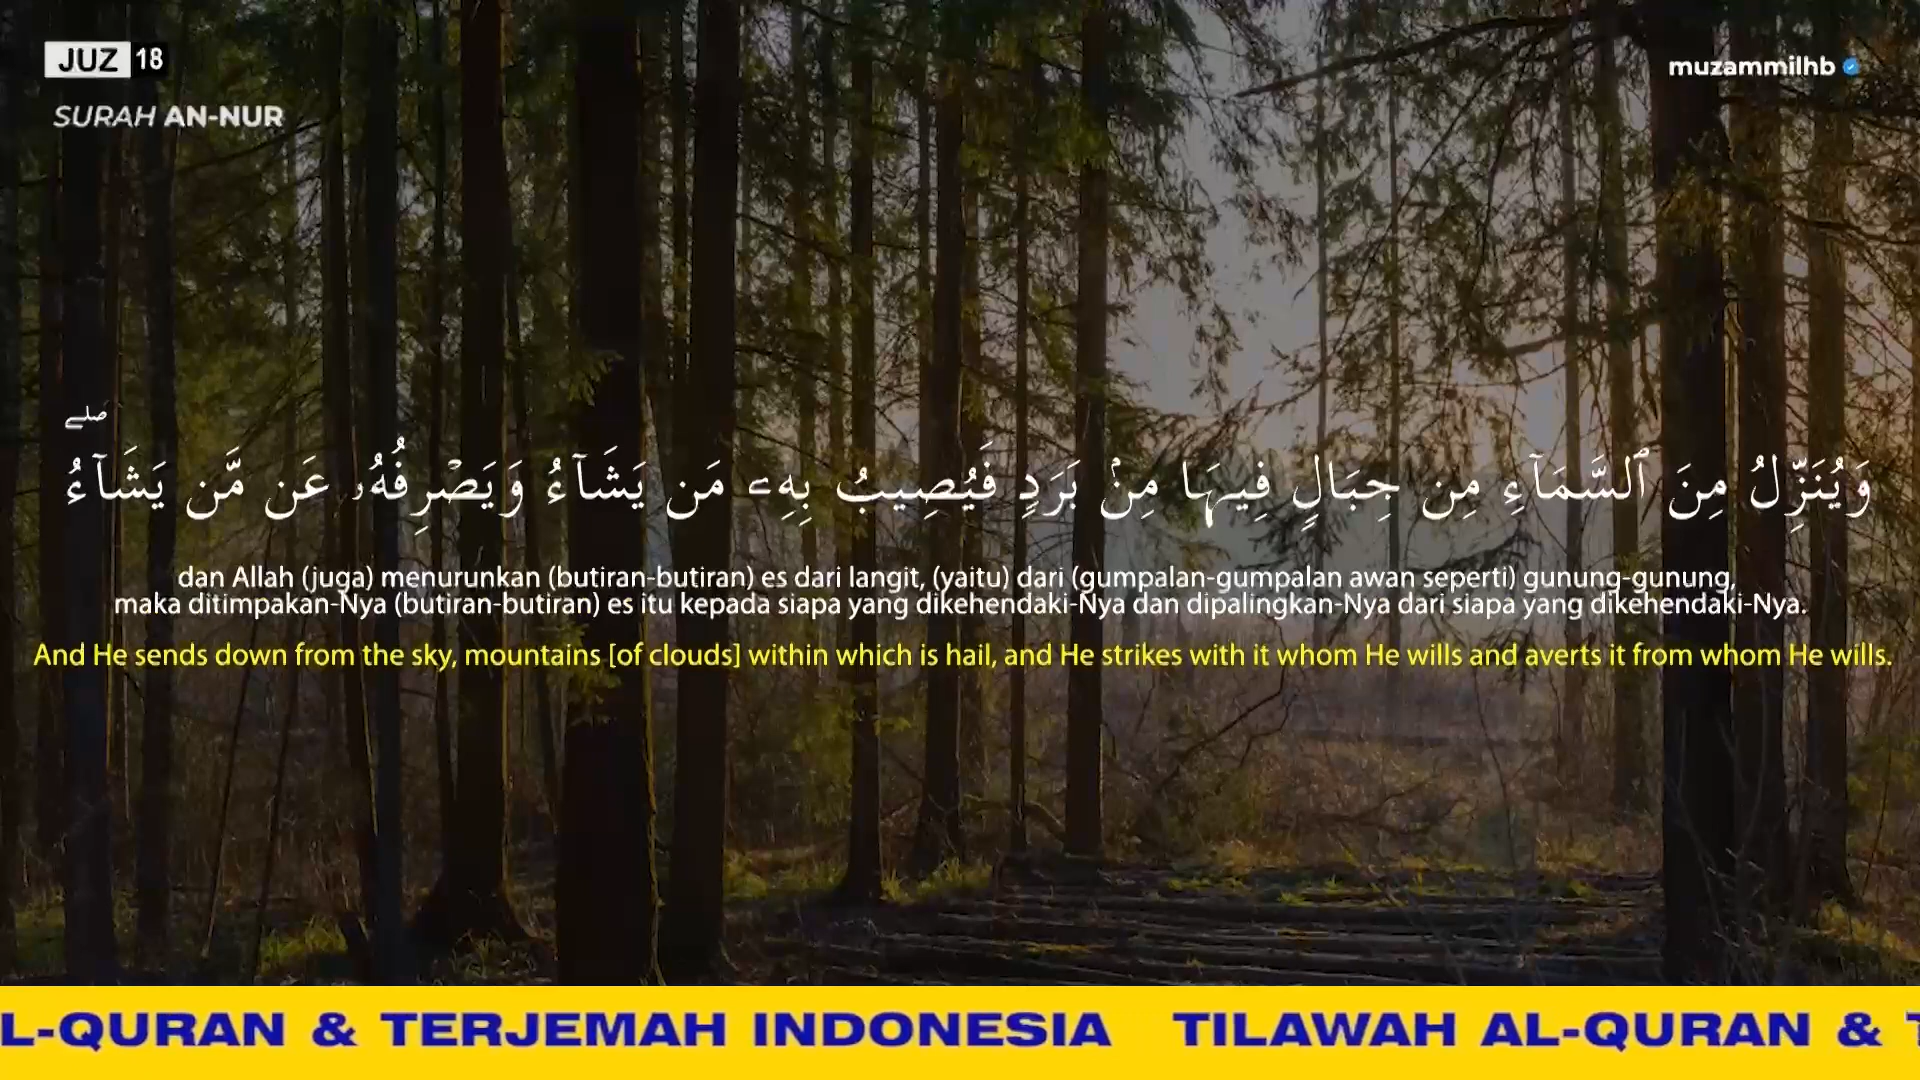 JUZ 18
muzammilhb
SURAH AN-NUR
وَيُنَزِّلُ مِنَ ٱلسَّمَآءِ مِن جِبَالٍ فِيهَا مِنۢ بَرَدٍ فَيُصِيبُ بِهِۦ مَن يَشَآءُ وَيَصْرِفُهُۥ عَن مَّن يَشَآءُ ۖ
dan Allah (juga) menurunkan (butiran-butiran) es dari langit, (yaitu) dari (gumpalan-gumpalan awan seperti) gunung-gunung,
maka ditimpakan-Nya (butiran-butiran) es itu kepada siapa yang dikehendaki-Nya dan dipalingkan-Nya dari siapa yang dikehendaki-Nya.
And He sends down from the sky, mountains [of clouds] within which is hail, and He strikes with it whom He wills and averts it from whom He wills.
L-QURAN & TERJEMAH INDONESIA TILAWAH AL-QURAN &